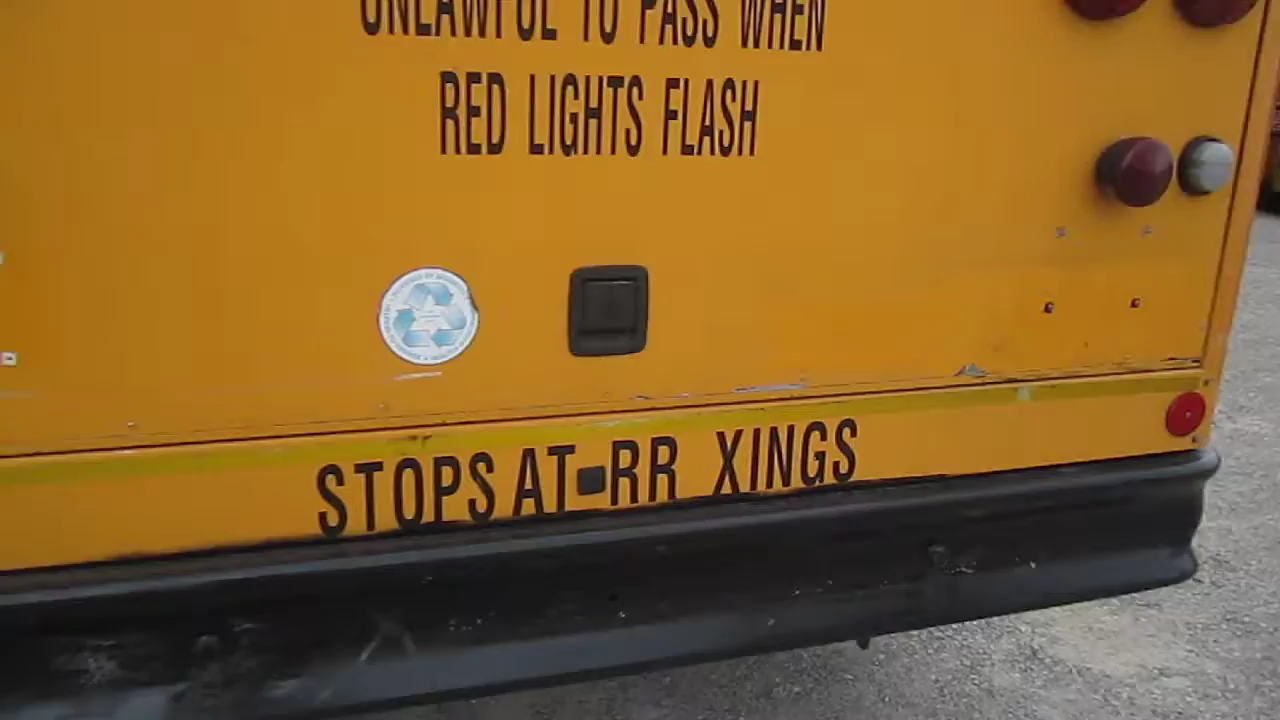 UNLAWFUL TO PASS WHEN
RED LIGHTS FLASH
STOPS AT RR XINGS